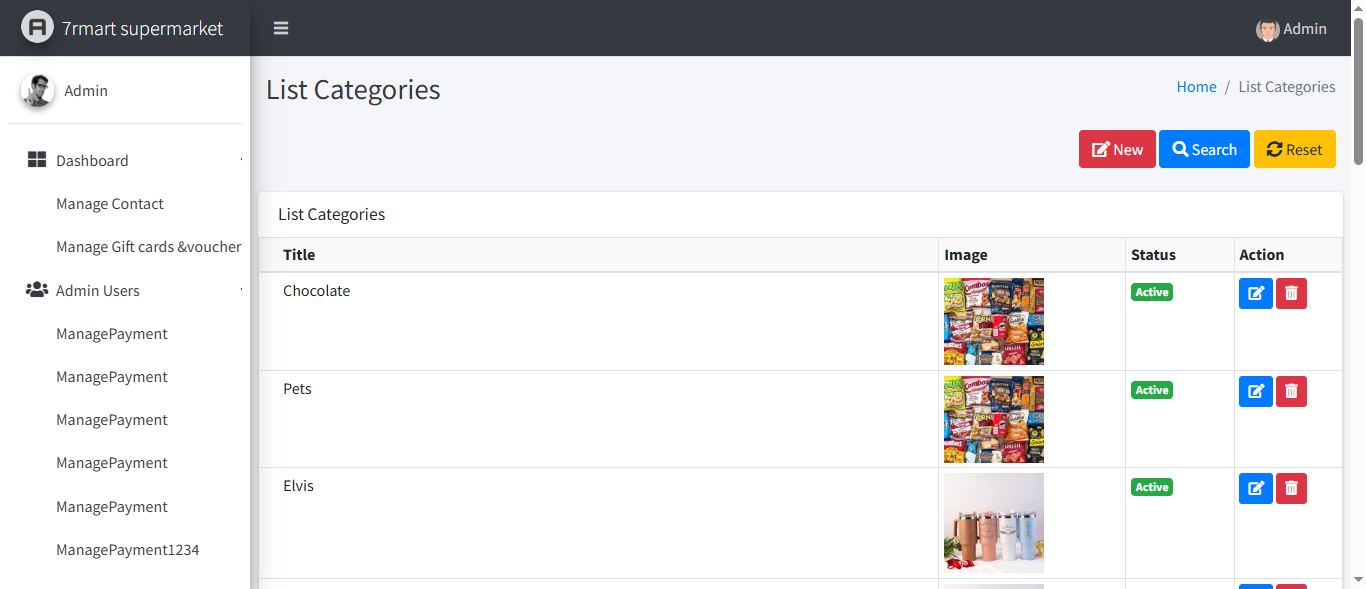 7rmart supermarket
Admin
Admin
List Categories
Home / List Categories
Dashboard
Manage Contact
Manage Gift cards &voucher
Admin Users
ManagePayment
ManagePayment
ManagePayment
ManagePayment
ManagePayment
ManagePayment1234
New Search Reset
List Categories
Title Image Status Action
Chocolate Active
Pets Active
Elvis Active